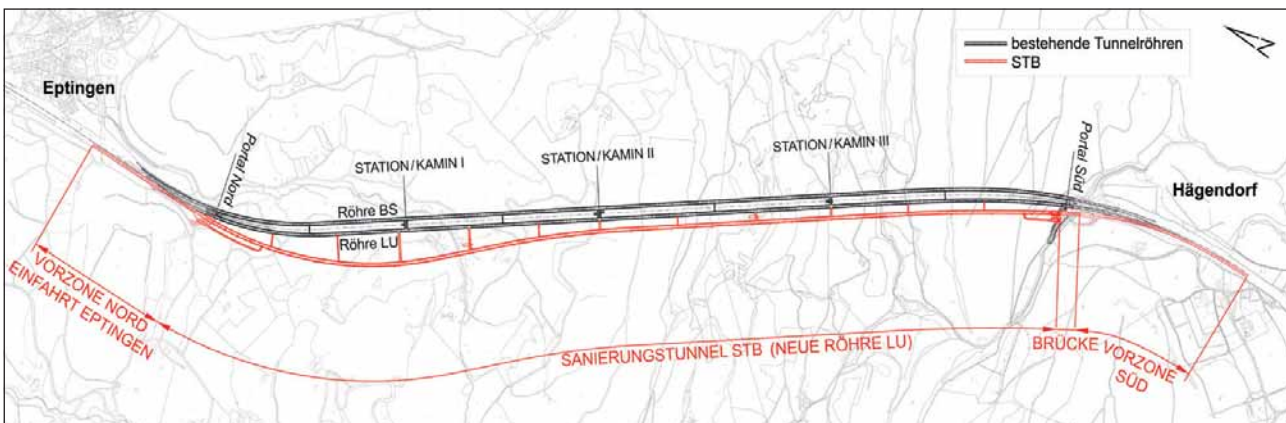 bestehende Tunnelröhren
STB
Eptingen
Portal Nord
STATION/KAMIN I
STATION/KAMIN II
STATION/KAMIN III
Portal Süd
Hägendorf
Röhre BS
Röhre LU
VORZONE NORD
EINFAHRT EPTINGEN
SANIERUNGSTUNNEL STB (NEUE RÖHRE LU)
BRÜCKE VORZONE
SÜD